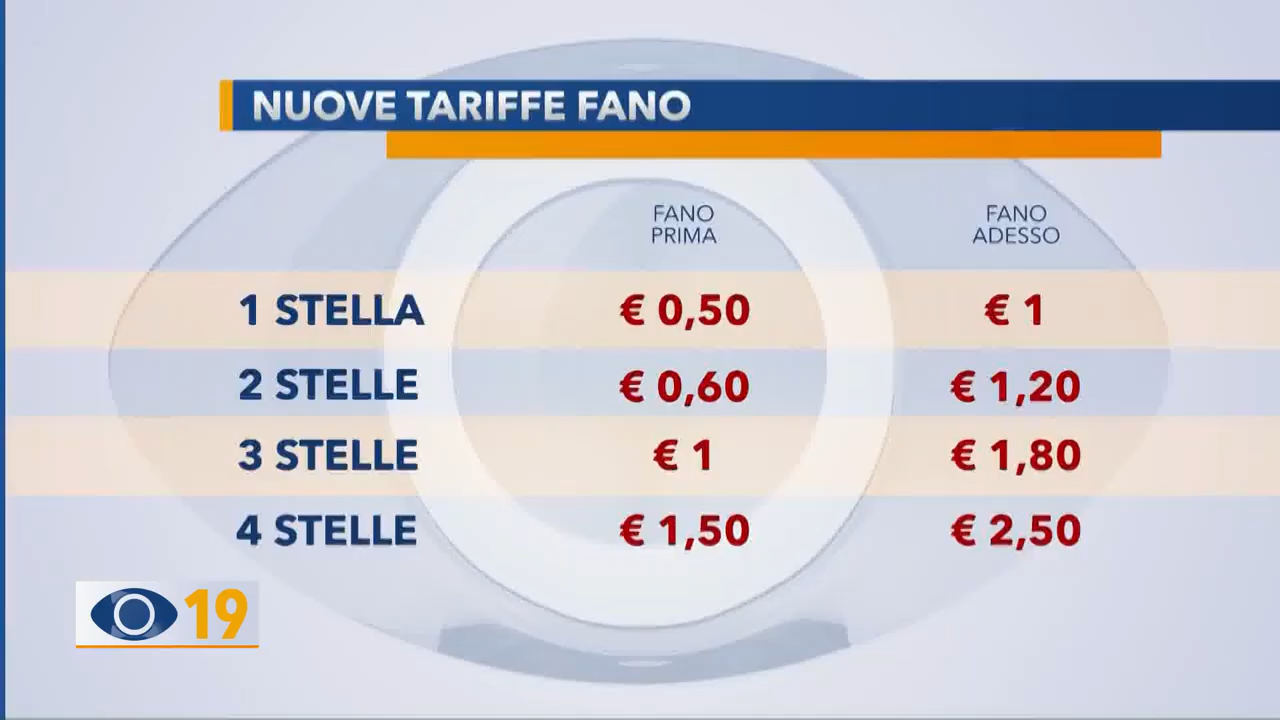 NUOVE TARIFFE FANO
FANO PRIMA
FANO ADESSO
1 STELLA € 0,50 € 1
2 STELLE € 0,60 € 1,20
3 STELLE € 1 € 1,80
4 STELLE € 1,50 € 2,50
19